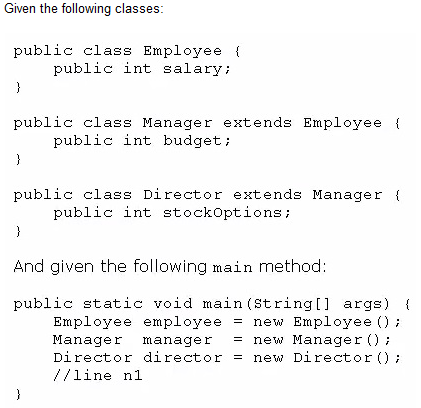 Given the following classes:
public class Employee {
    public int salary;
}
public class Manager extends Employee {
    public int budget;
}
public class Director extends Manager {
    public int stockOptions;
}
And given the following main method:
public static void main(String[] args) {
    Employee employee = new Employee();
    Manager  manager  = new Manager();
    Director director = new Director();
    //line n1
}